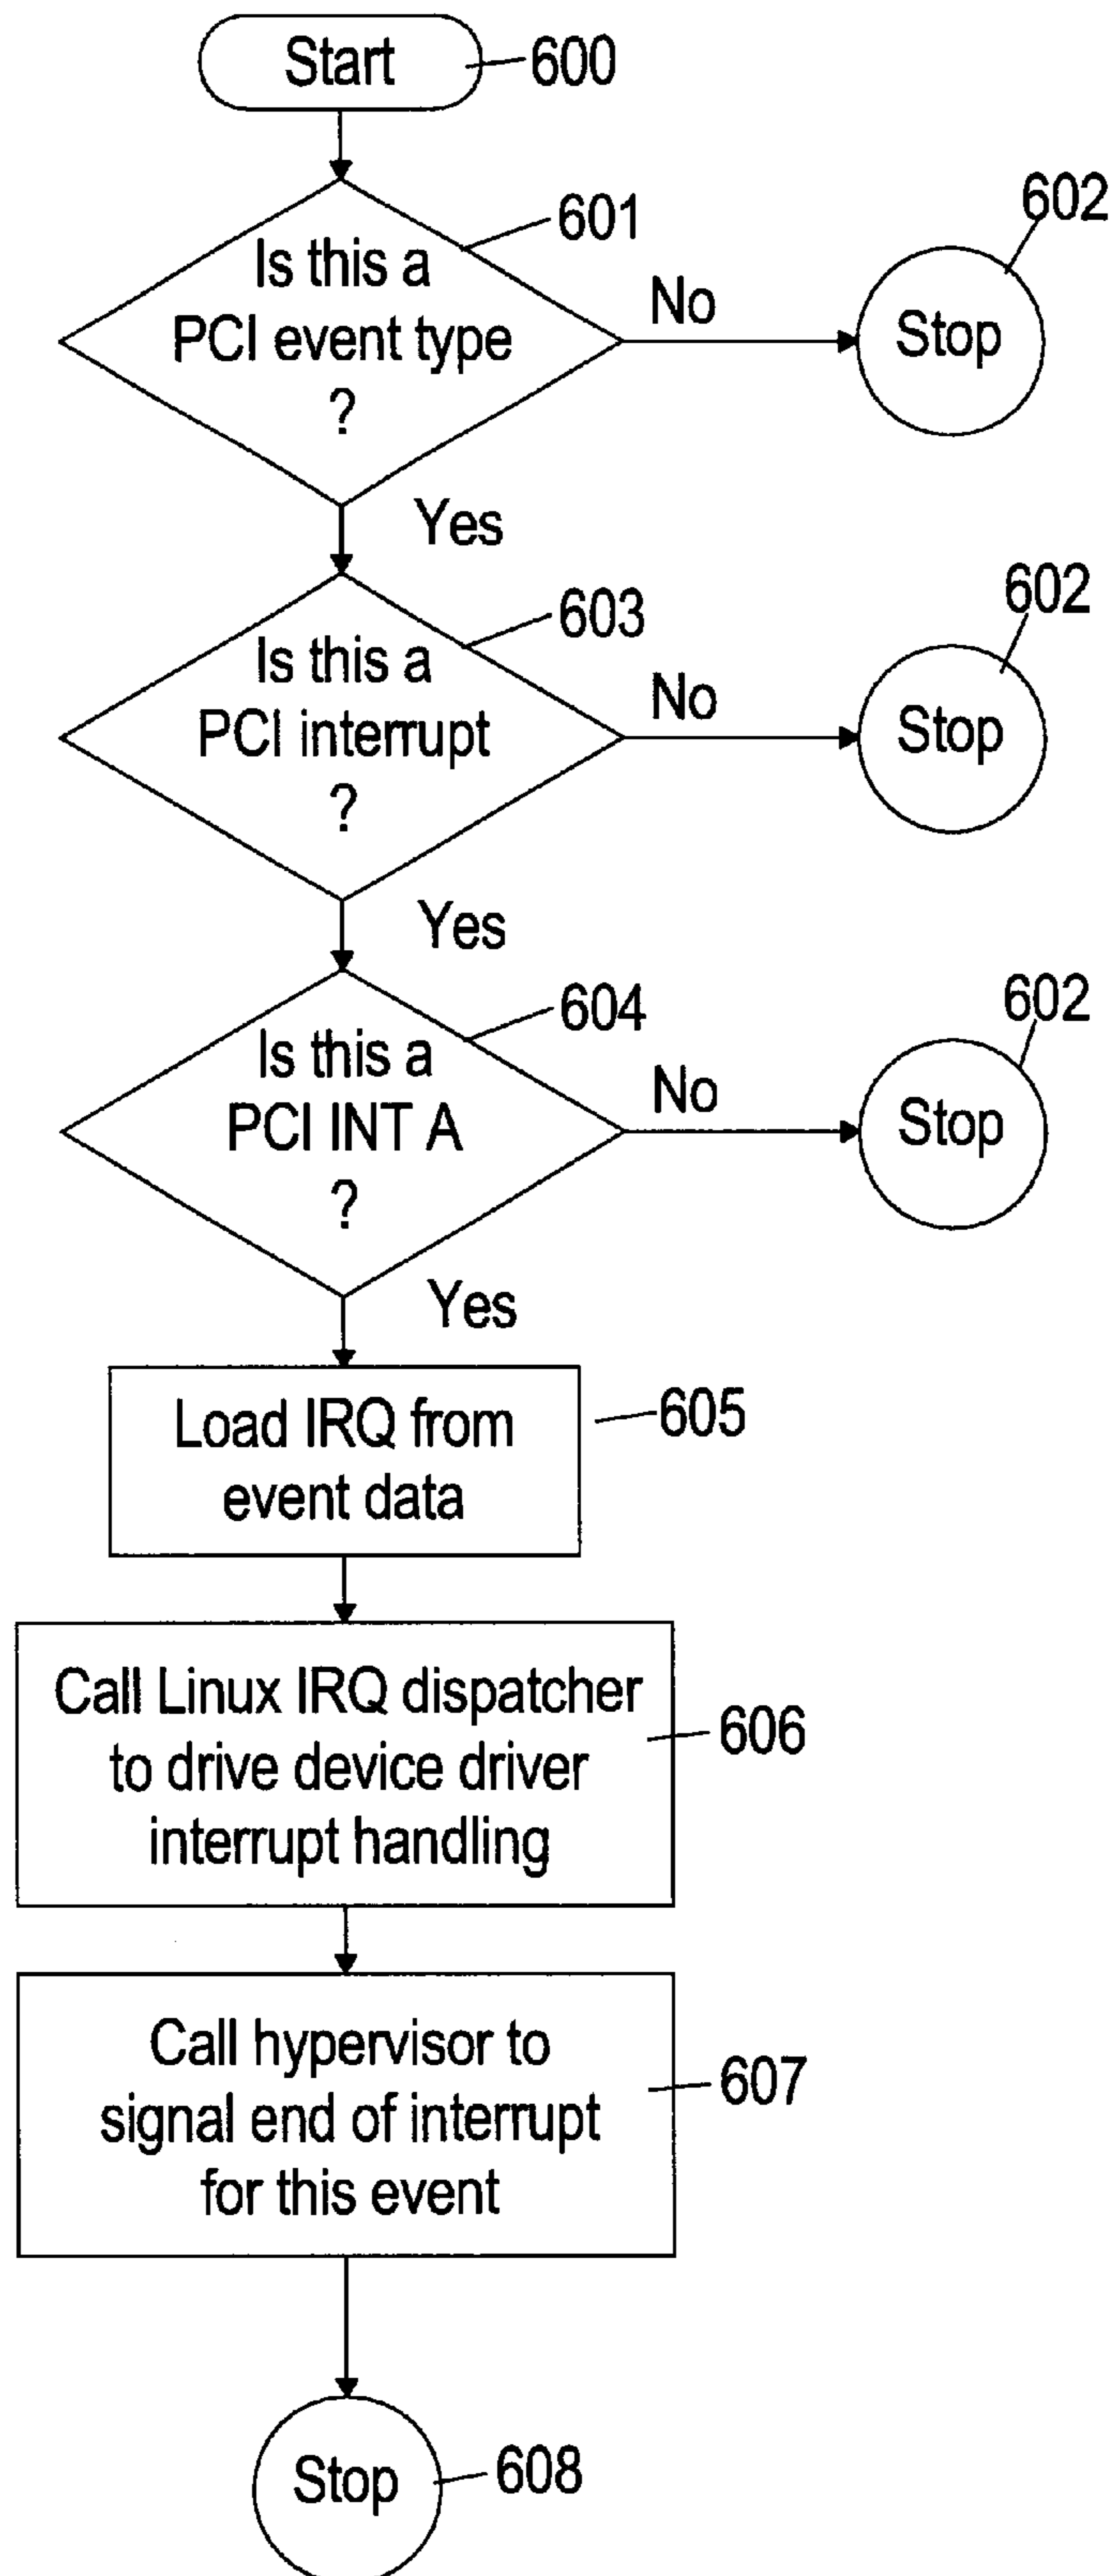 Start
600
601
602
Is this a
PCI event type
?
No
Stop
Yes
603
602
Is this a
PCI interrupt
?
No
Stop
Yes
604
602
Is this a
PCI INT A
?
No
Stop
Yes
Load IRQ from
event data
605
Call Linux IRQ dispatcher
to drive device driver
interrupt handling
606
Call hypervisor to
signal end of interrupt
for this event
607
Stop
608